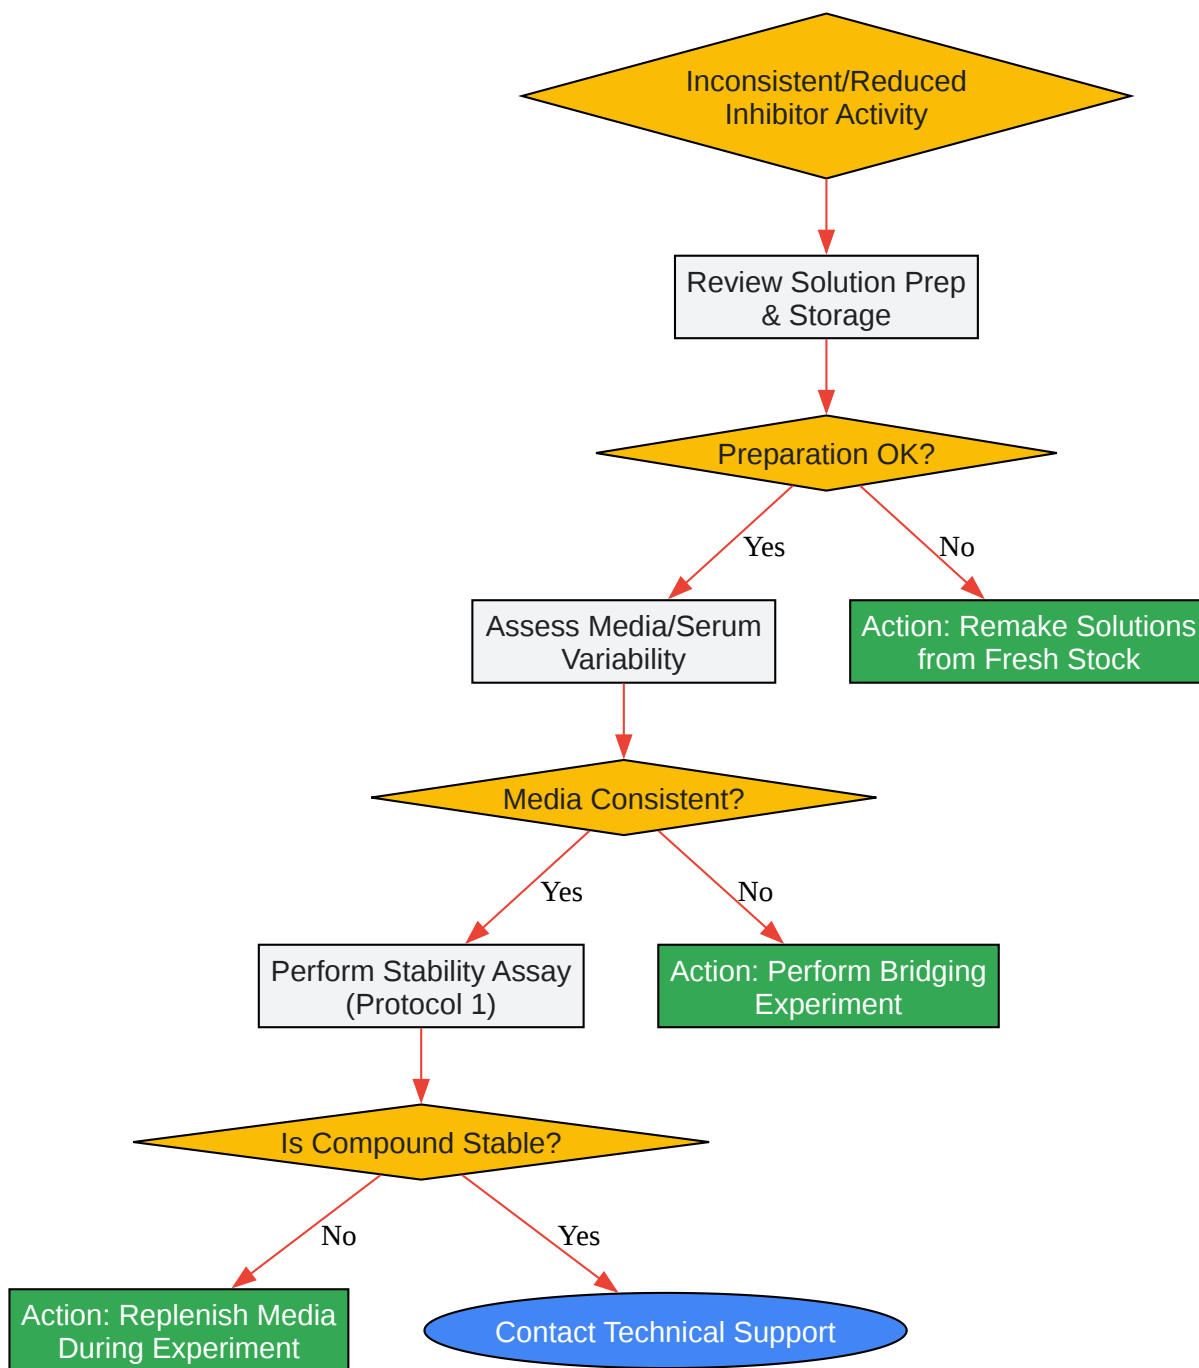 Inconsistent/Reduced
Inhibitor Activity
Review Solution Prep
& Storage
Preparation OK?
Yes
No
Assess Media/Serum
Variability
Action: Remake Solutions
from Fresh Stock
Media Consistent?
Yes
No
Perform Stability Assay
(Protocol 1)
Action: Perform Bridging
Experiment
Is Compound Stable?
No
Yes
Action: Replenish Media
During Experiment
Contact Technical Support